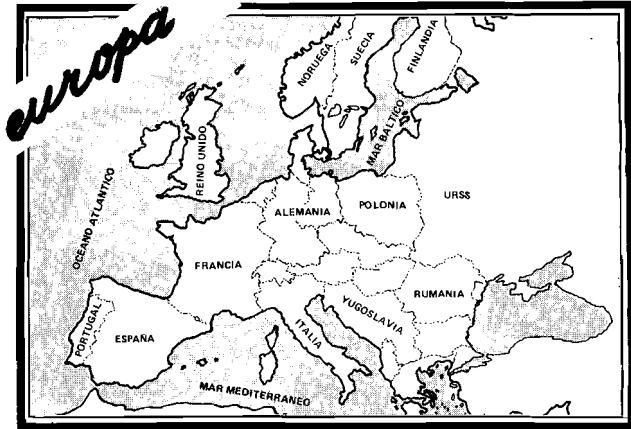 europa
NORUEGA
SUECIA
FINLANDIA
MAR BALTICO
REINO UNIDO
OCEANO ATLANTICO
ALEMANIA
POLONIA
URSS
FRANCIA
RUMANIA
YUGOSLAVIA
ITALIA
PORTUGAL
ESPAÑA
MAR MEDITERRANEO